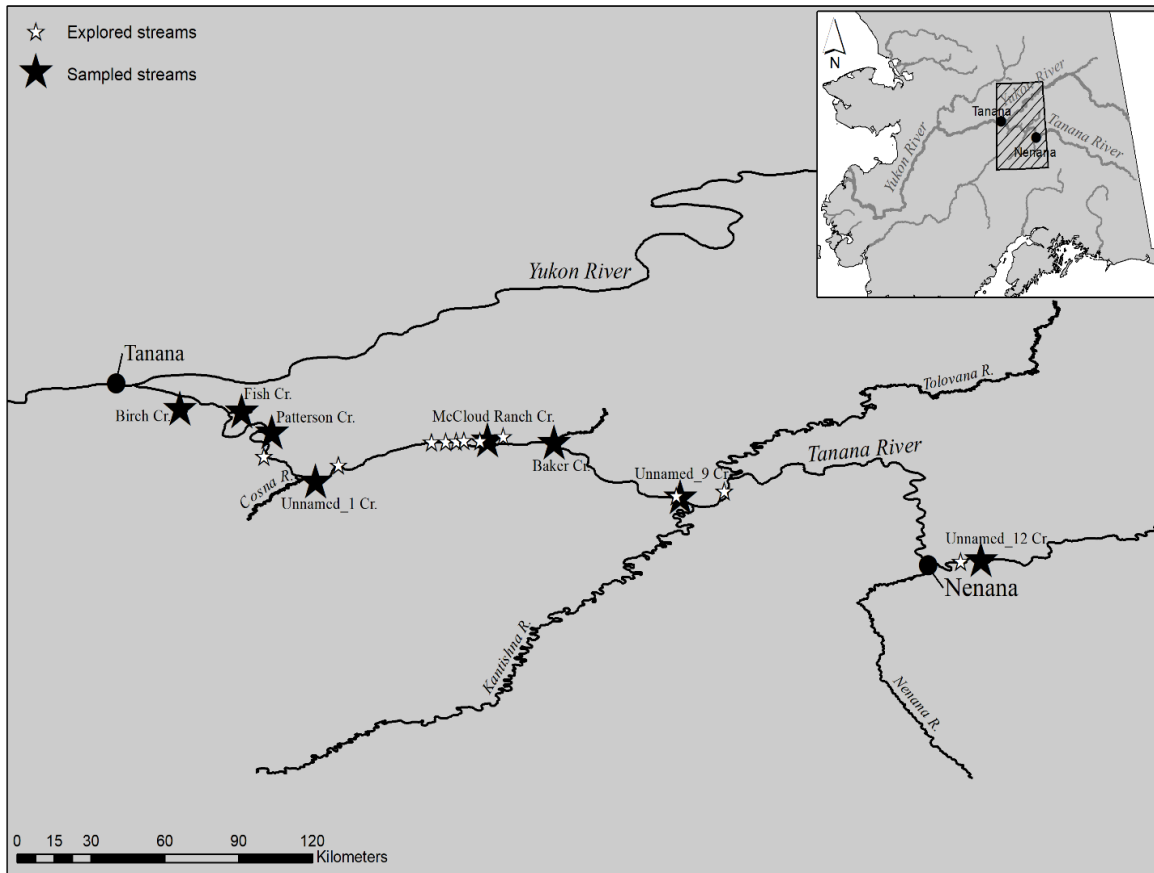 Explored streams
Sampled streams
N
Yukon River
Tanana
Tanana River
Nenana
Yukon River
Yukon River
Tanana
Fish Cr.
Birch Cr.
Patterson Cr.
McCloud Ranch Cr.
Tolovana R.
Baker Cr.
Unnamed_9 Cr.
Tanana River
Cosna R.
Unnamed_1 Cr.
Unnamed_12 Cr.
Nenana
Kantishna R.
Nenana R.
0 15 30 60 90 120
Kilometers